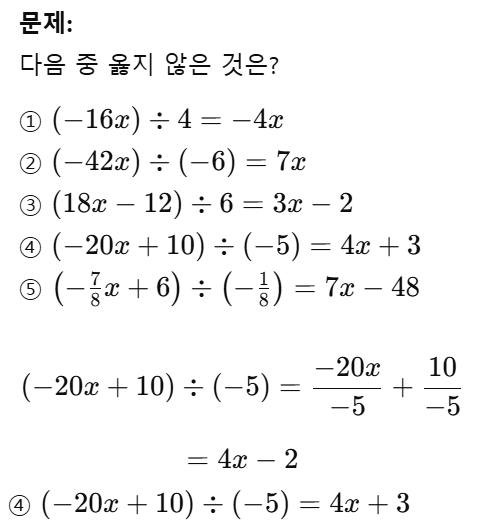 문제:
다음 중 옳지 않은 것은?
① (−16x) ÷ 4 = −4x
② (−42x) ÷ (−6) = 7x
③ (18x − 12) ÷ 6 = 3x − 2
④ (−20x + 10) ÷ (−5) = 4x + 3
⑤ (−7/8x + 6) ÷ (−1/8) = 7x − 48
(−20x + 10) ÷ (−5) = −20x/−5 + 10/−5
= 4x − 2
④ (−20x + 10) ÷ (−5) = 4x + 3